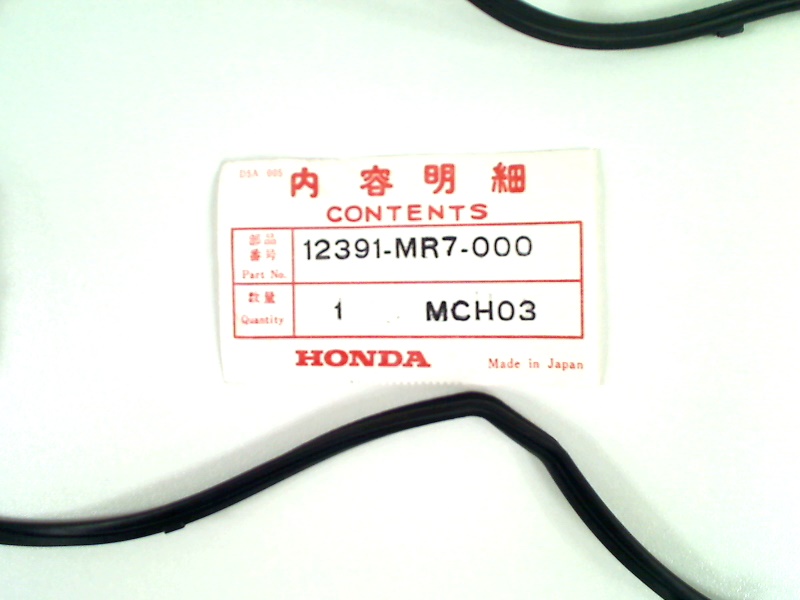 DSA 005
内容明細
CONTENTS
部品
番号
Part No.
12391-MR7-000
数量
Quantity
1 MCH03
HONDA
Made in Japan